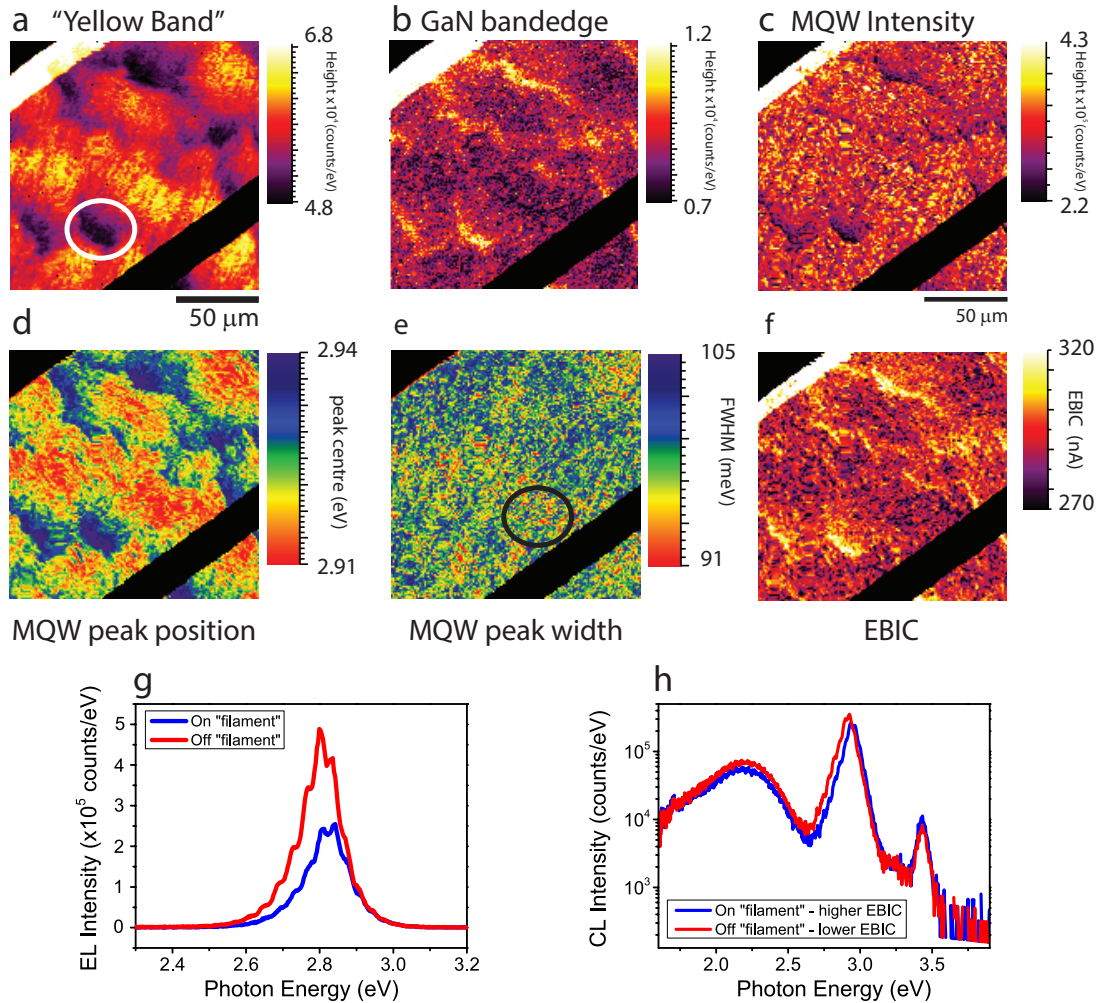 a "Yellow Band"
b GaN bandedge
c MQW Intensity
6.8
Height x10⁴ (counts/eV)
4.8
1.2
Height x10⁴ (counts/eV)
0.7
4.3
Height x10⁵ (counts/eV)
2.2
50 μm
50 μm
d
e
f
2.94
peak centre (eV)
2.91
105
FWHM (meV)
91
320
EBIC (nA)
270
MQW peak position
MQW peak width
EBIC
g
EL Intensity (x10⁵ counts/eV)
5
4
3
2
1
0
On "filament"
Off "filament"
2.4 2.6 2.8 3.0 3.2
Photon Energy (eV)
h
CL Intensity (counts/eV)
10⁵
10⁴
10³
On "filament" - higher EBIC
Off "filament" - lower EBIC
2.0 2.5 3.0 3.5
Photon Energy (eV)